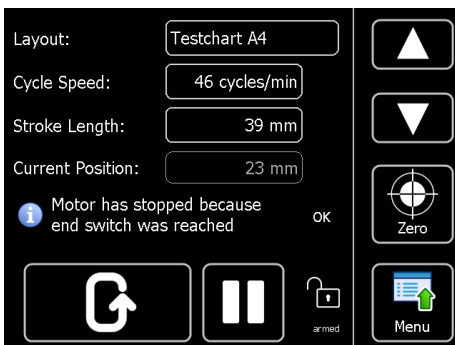 Layout: Testchart A4
Cycle Speed: 46 cycles/min
Stroke Length: 39 mm
Current Position: 23 mm
Motor has stopped because
end switch was reached
OK
Zero
armed
Menu